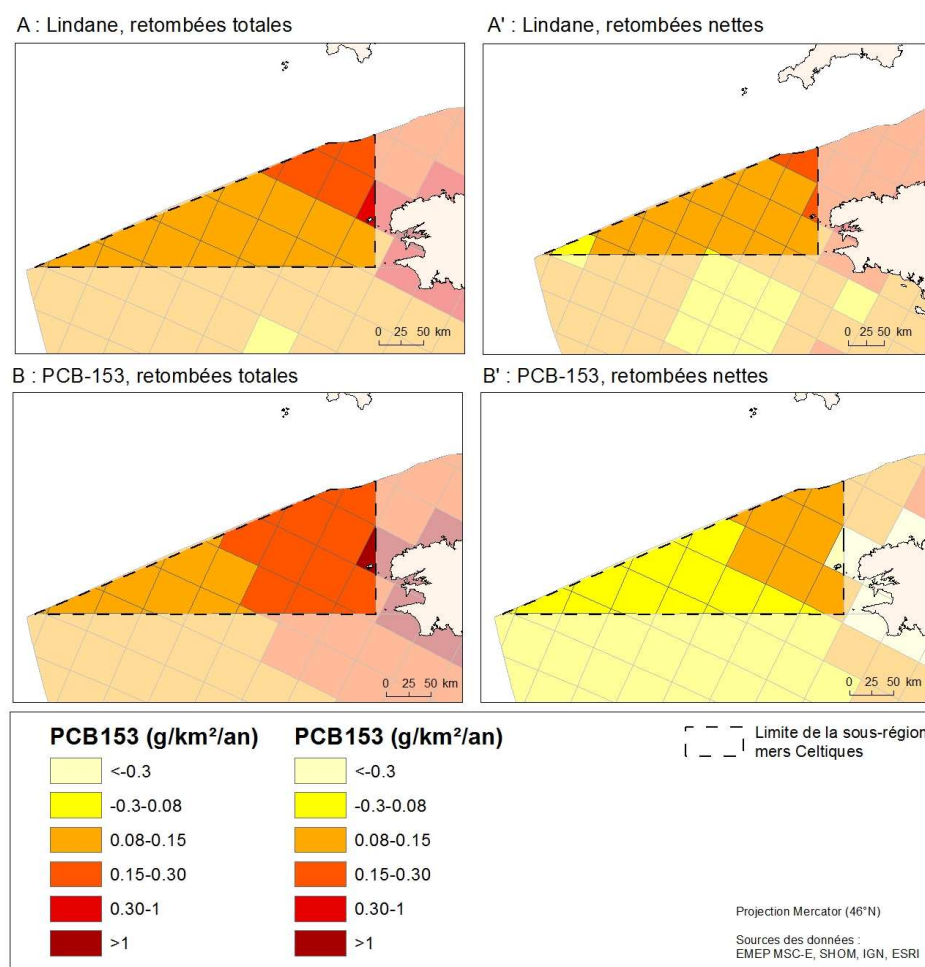 A : Lindane, retombées totales
A' : Lindane, retombées nettes
0 25 50 km
0 25 50 km
B : PCB-153, retombées totales
B' : PCB-153, retombées nettes
0 25 50 km
0 25 50 km
PCB153 (g/km²/an)
<-0.3
-0.3-0.08
0.08-0.15
0.15-0.30
0.30-1
>1
PCB153 (g/km²/an)
<-0.3
-0.3-0.08
0.08-0.15
0.15-0.30
0.30-1
>1
Limite de la sous-région
mers Celtiques
Projection Mercator (46°N)
Sources des données :
EMEP MSC-E, SHOM, IGN, ESRI